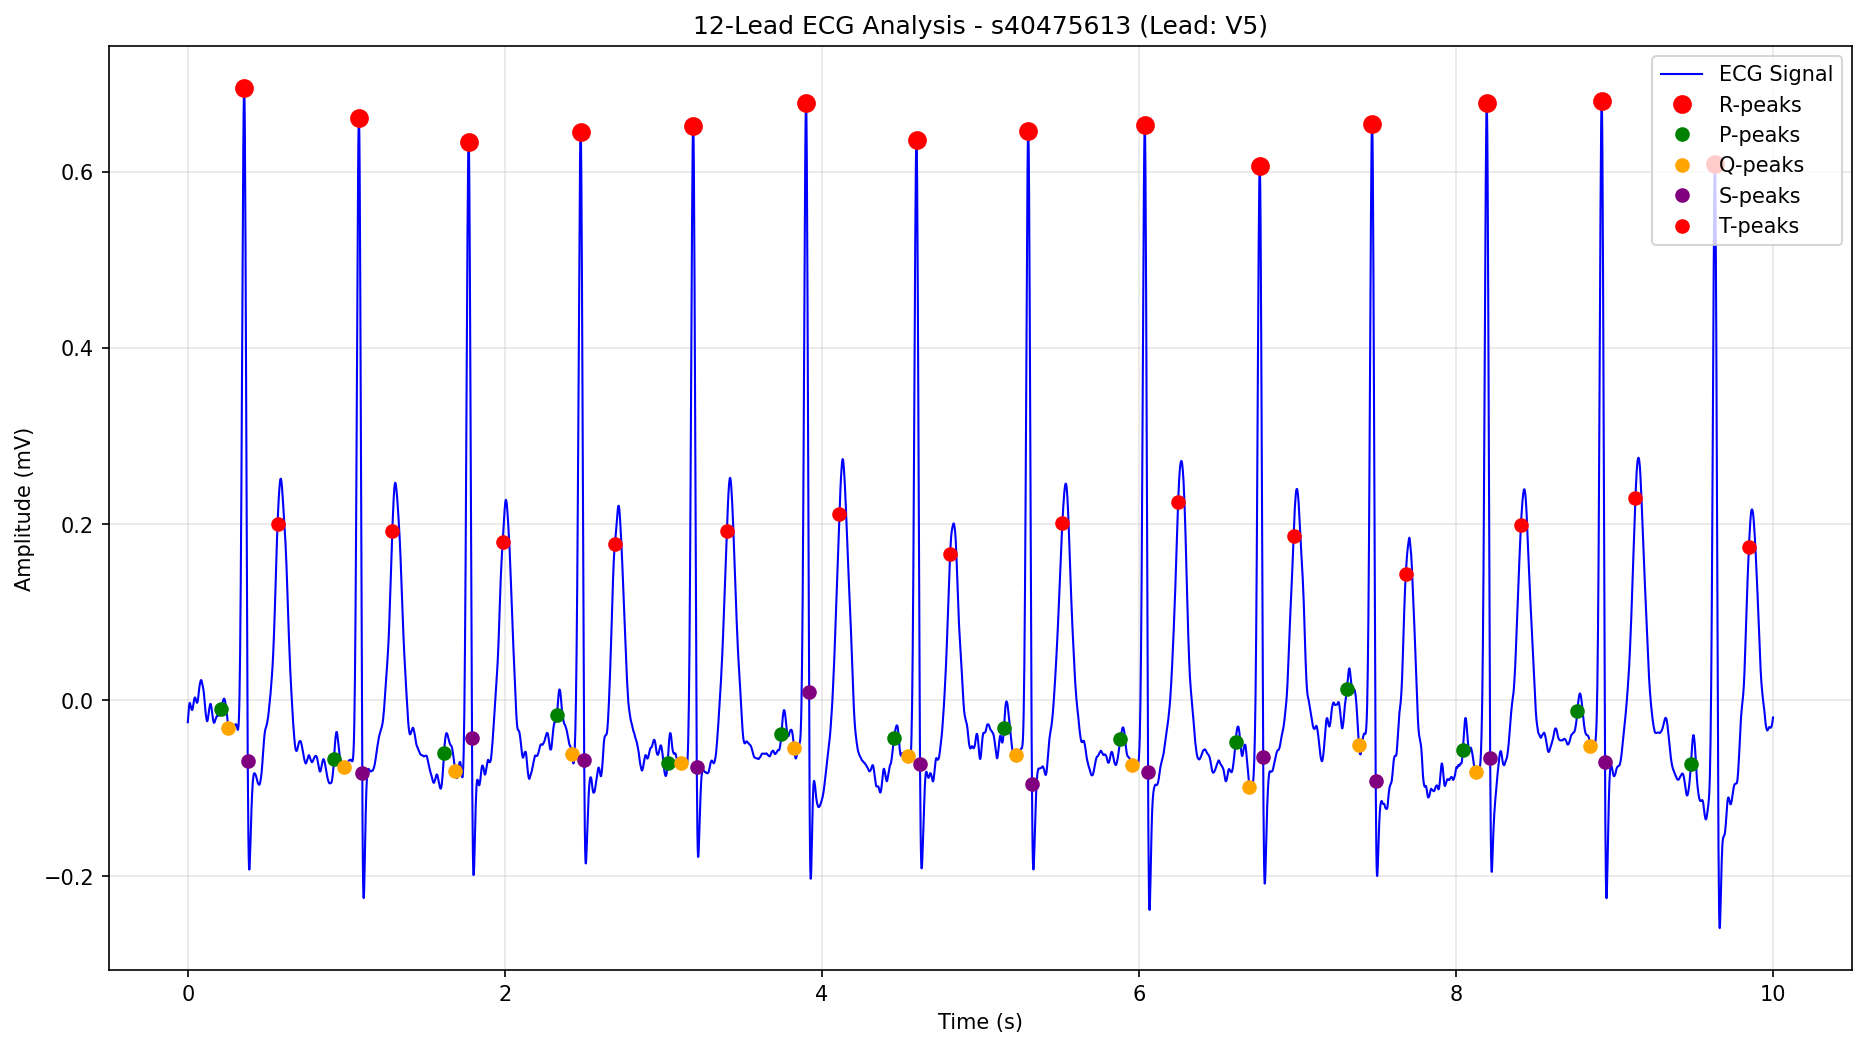 12-Lead ECG Analysis - s40475613 (Lead: V5)
ECG Signal
R-peaks
P-peaks
Q-peaks
S-peaks
T-peaks
Amplitude (mV)
0.6
0.4
0.2
0.0
−0.2
0 2 4 6 8 10
Time (s)